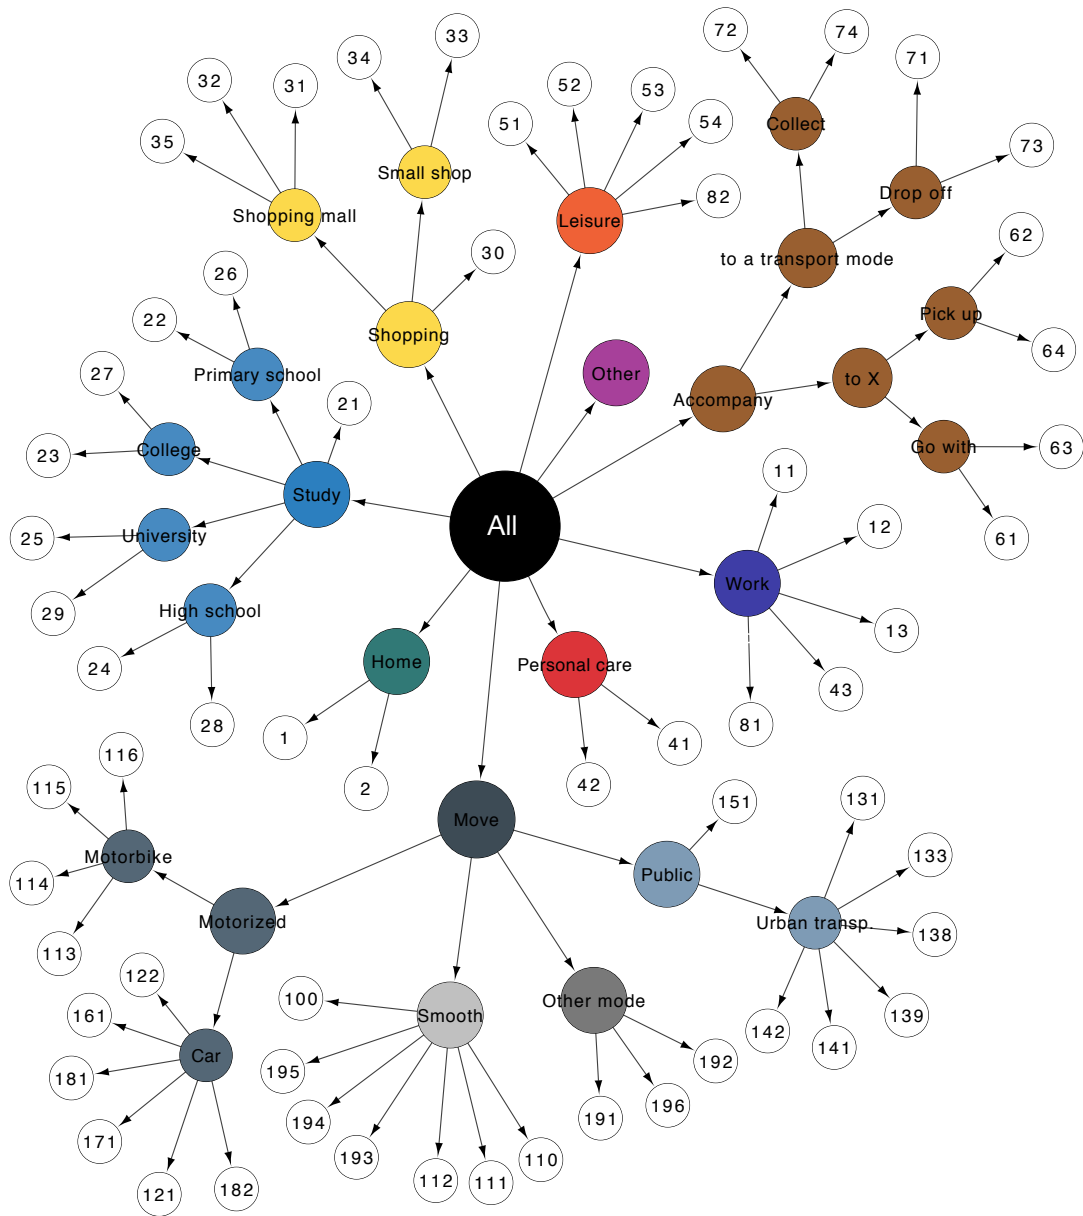 72
74
33
34
71
32
31
52
53
51
54
Collect
35
73
Small shop
Drop off
82
Shopping mall
Leisure
62
30
to a transport mode
26
Pick up
22
Shopping
64
27
Primary school
Other
to X
21
Accompany
College
23
Go with
63
11
Study
All
12
25
University
61
Work
29
High school
13
Home
Personal care
24
43
28
81
1
41
116
42
2
115
151
131
Move
Motorbike
133
114
Public
Motorized
Urban transp.
138
113
122
100
Other mode
161
Smooth
139
142
Car
141
192
195
181
196
194
191
171
193
110
182
112
111
121